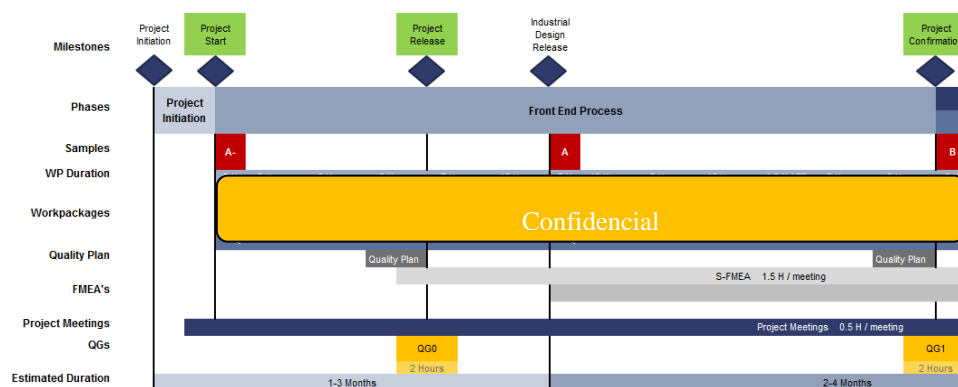 Milestones
Project
Initiation
Project
Start
Project
Release
Industrial
Design
Release
Project
Confirmation
Phases
Project
Initiation
Front End Process
Samples
A-
A
B
WP Duration
Workpackages
Confidencial
Quality Plan
Quality Plan
Quality Plan
FMEA's
S-FMEA 1.5 H / meeting
Project Meetings
Project Meetings 0.5 H / meeting
QGs
QG0
QG1
2 Hours
2 Hours
Estimated Duration
1-3 Months
2-4 Months